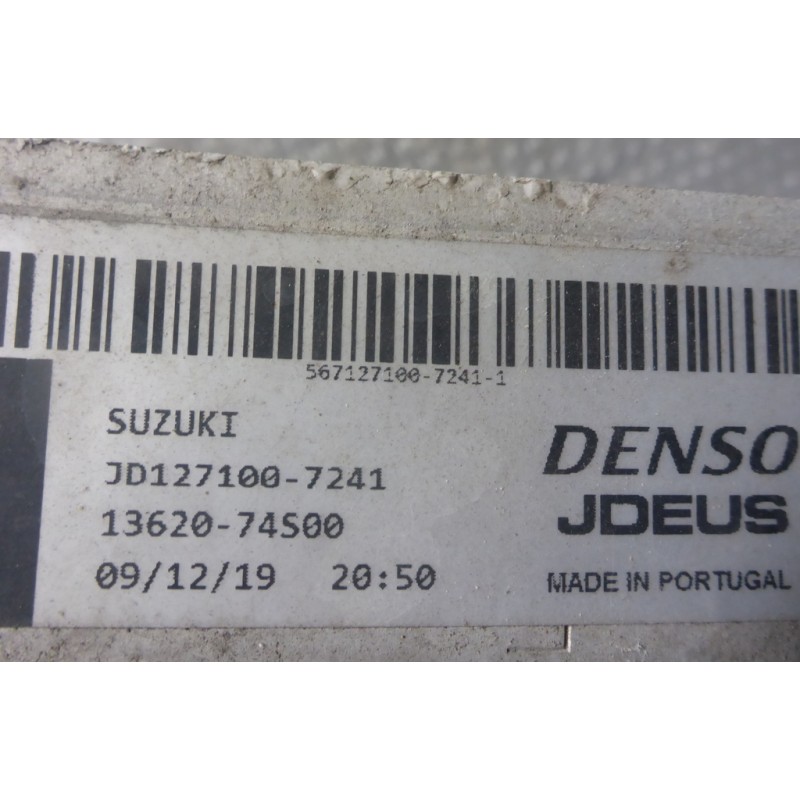 567127100-7241-1
SUZUKI
JD127100-7241
13620-74S00
09/12/19 20:50
DENSO
JDEUS
MADE IN PORTUGAL